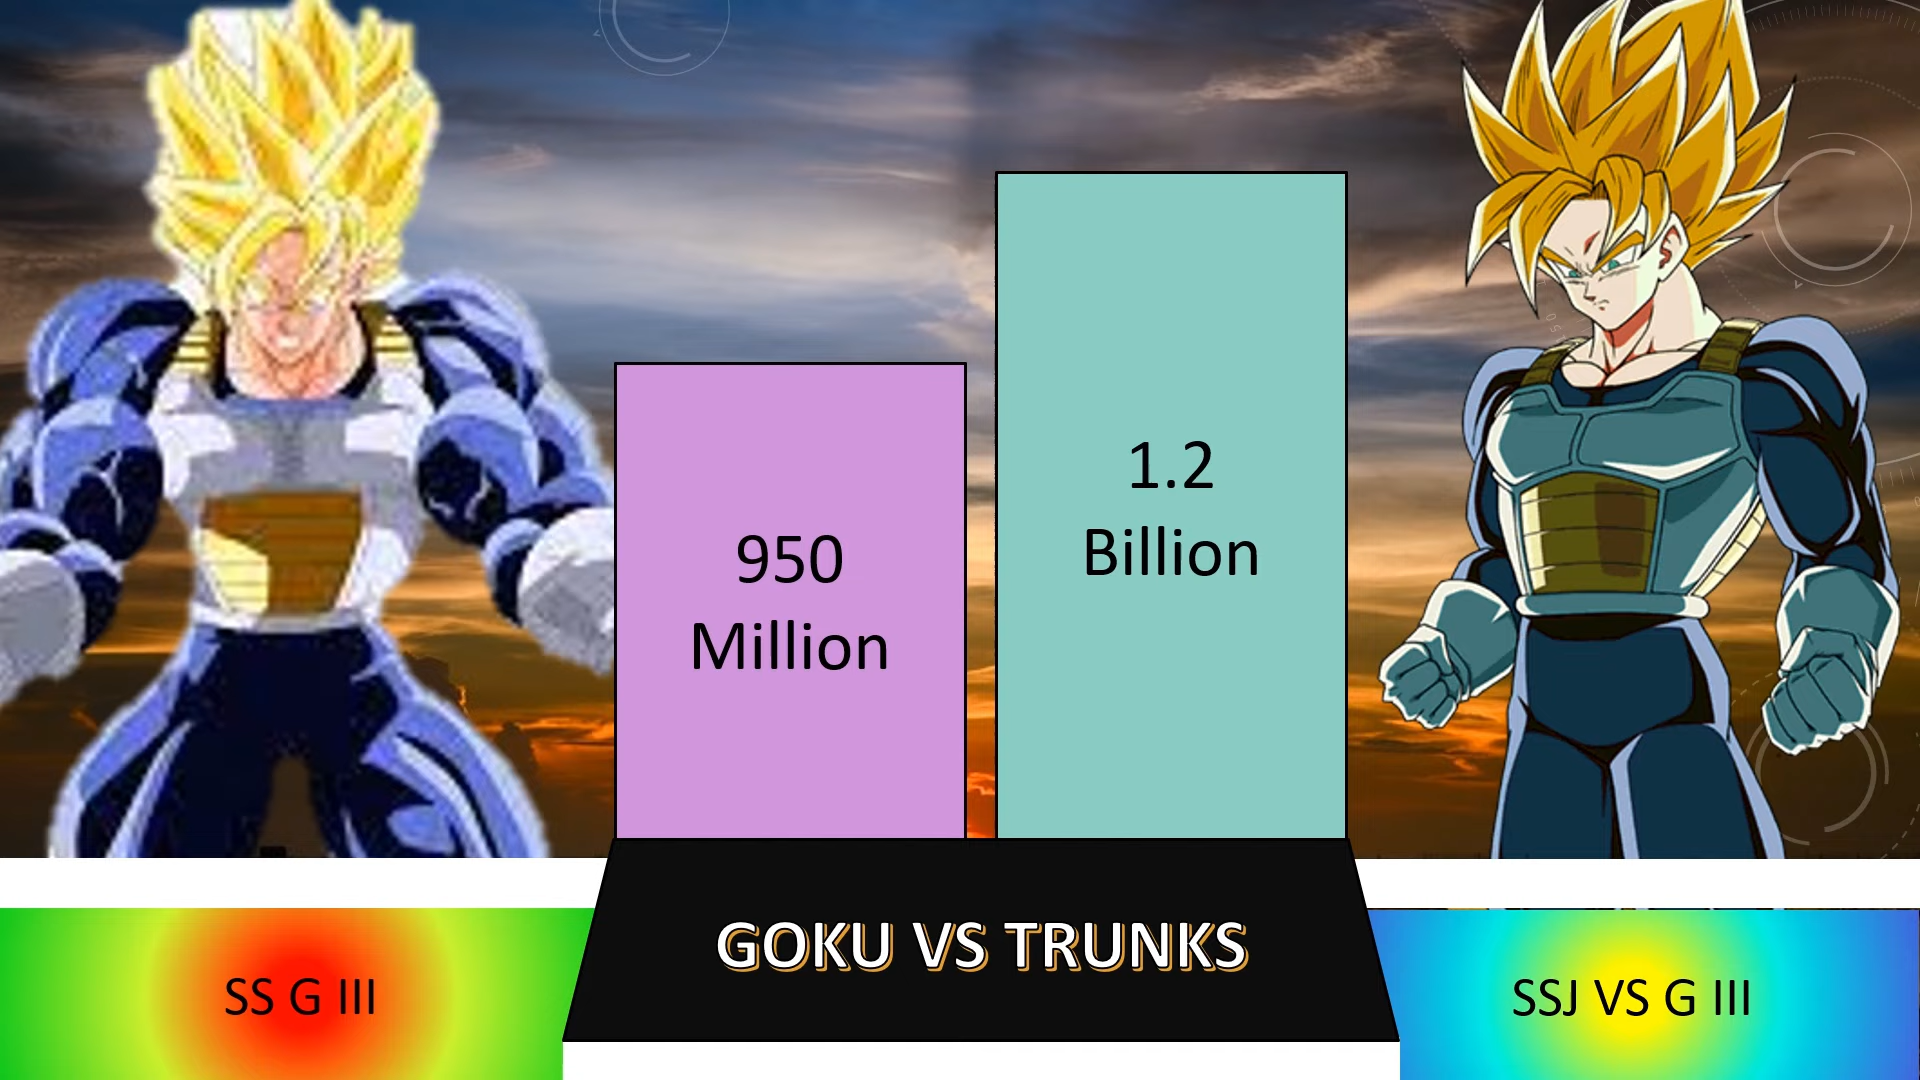 950
Million
1.2
Billion
GOKU VS TRUNKS
SS G III
SSJ VS G III